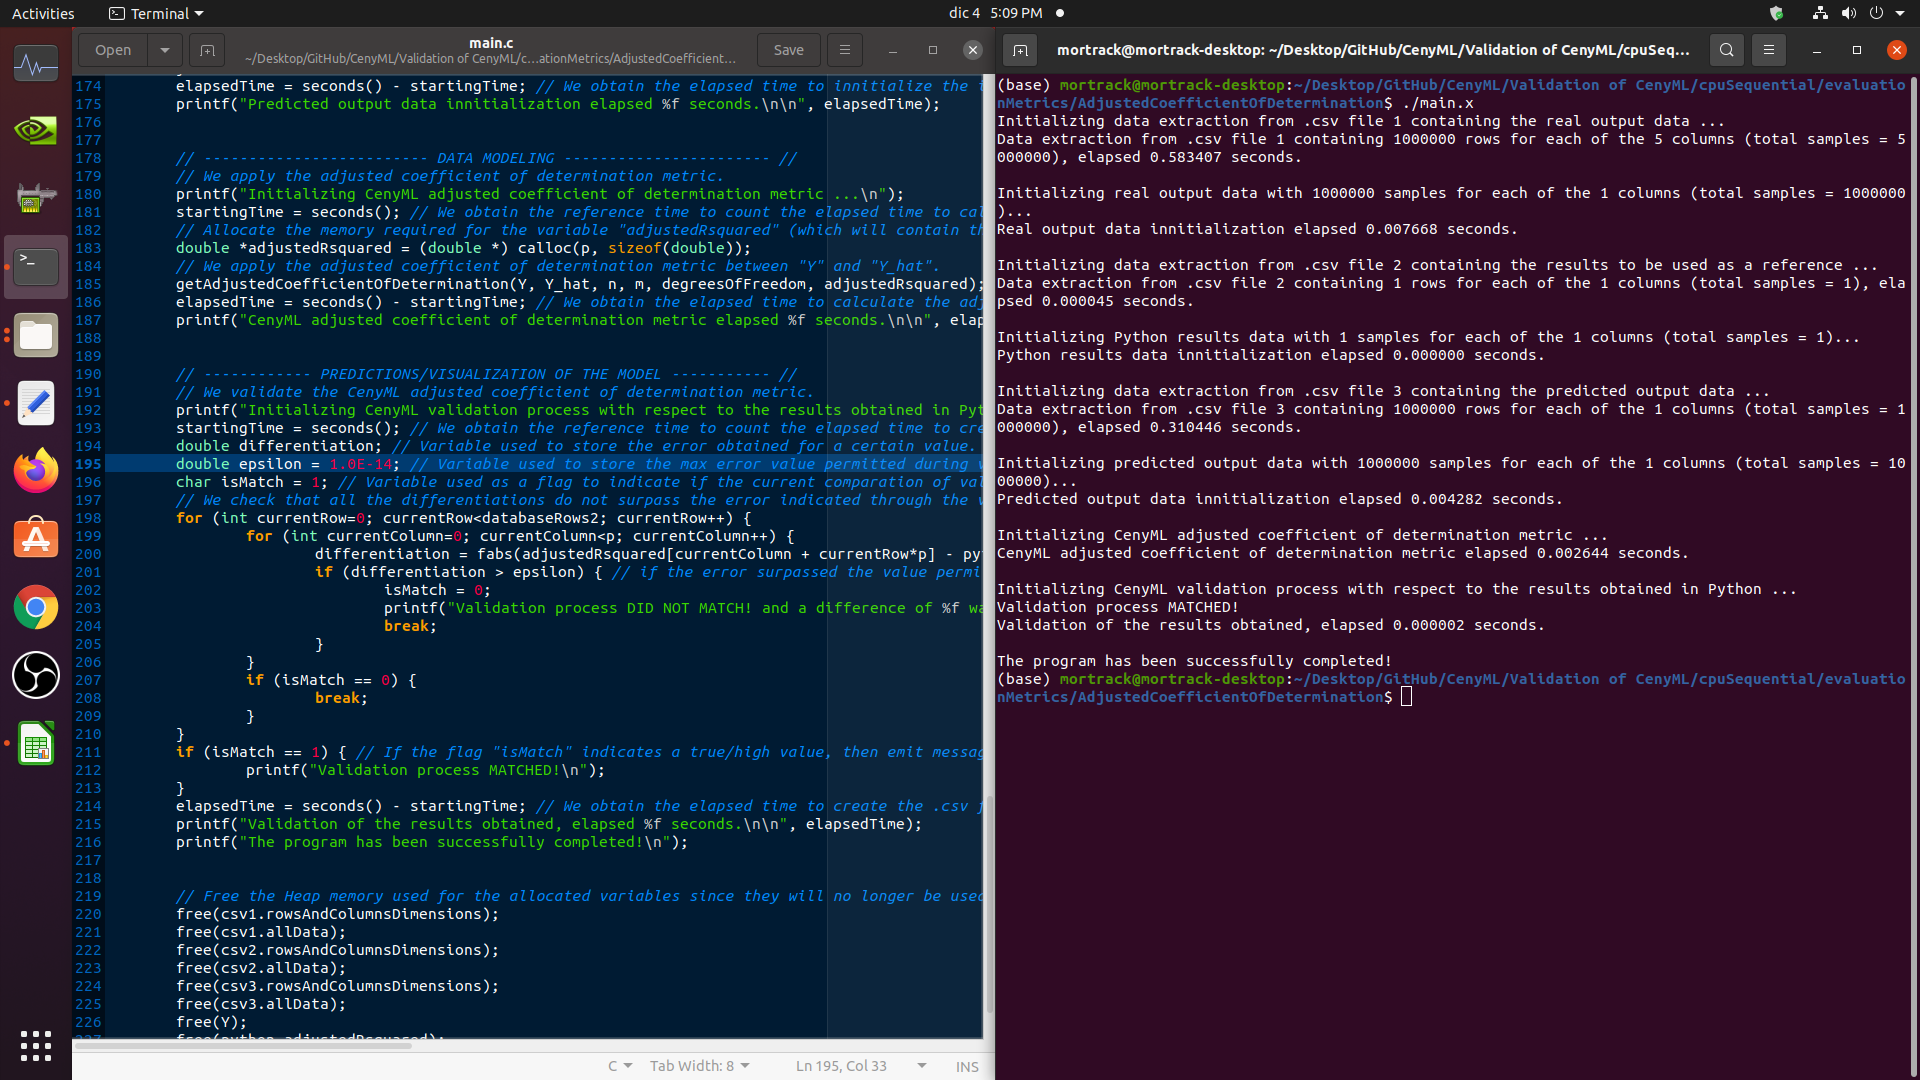 Activities
Terminal
dic 4 5:09 PM
Open
main.c
~/Desktop/GitHub/CenyML/Validation of CenyML/c...ationMetrics/AdjustedCoefficient...
Save
174 elapsedTime = seconds() - startingTime; // We obtain the elapsed time to innitialize the
175 printf("Predicted output data innitialization elapsed %f seconds.\n\n", elapsedTime);
176
177
178 // ------------------------- DATA MODELING ----------------------- //
179 // We apply the adjusted coefficient of determination metric.
180 printf("Initializing CenyML adjusted coefficient of determination metric ...\n");
181 startingTime = seconds(); // We obtain the reference time to count the elapsed time to cal
182 // Allocate the memory required for the variable "adjustedRsquared" (which will contain th
183 double *adjustedRsquared = (double *) calloc(p, sizeof(double));
184 // We apply the adjusted coefficient of determination metric between "Y" and "Y_hat".
185 getAdjustedCoefficientOfDetermination(Y, Y_hat, n, m, degreesOfFreedom, adjustedRsquared);
186 elapsedTime = seconds() - startingTime; // We obtain the elapsed time to calculate the adj
187 printf("CenyML adjusted coefficient of determination metric elapsed %f seconds.\n\n", elap
188
189
190 // ------------ PREDICTIONS/VISUALIZATION OF THE MODEL ----------- //
191 // We validate the CenyML adjusted coefficient of determination metric.
192 printf("Initializing CenyML validation process with respect to the results obtained in Pyt
193 startingTime = seconds(); // We obtain the reference time to count the elapsed time to cre
194 double differentiation; // Variable used to store the error obtained for a certain value.
195 double epsilon = 1.0E-14; // Variable used to store the max error value permitted during v
196 char isMatch = 1; // Variable used as a flag to indicate if the current comparation of val
197 // We check that all the differentiations do not surpass the error indicated through the v
198 for (int currentRow=0; currentRow<databaseRows2; currentRow++) {
199 for (int currentColumn=0; currentColumn<p; currentColumn++) {
200 differentiation = fabs(adjustedRsquared[currentColumn + currentRow*p] - pyt
201 if (differentiation > epsilon) { // if the error surpassed the value permi
202 isMatch = 0;
203 printf("Validation process DID NOT MATCH! and a difference of %f wa
204 break;
205 }
206 }
207 if (isMatch == 0) {
208 break;
209 }
210 }
211 if (isMatch == 1) { // If the flag "isMatch" indicates a true/high value, then emit messag
212 printf("Validation process MATCHED!\n");
213 }
214 elapsedTime = seconds() - startingTime; // We obtain the elapsed time to create the .csv f
215 printf("Validation of the results obtained, elapsed %f seconds.\n\n", elapsedTime);
216 printf("The program has been successfully completed!\n");
217
218
219 // Free the Heap memory used for the allocated variables since they will no longer be used
220 free(csv1.rowsAndColumnsDimensions);
221 free(csv1.allData);
222 free(csv2.rowsAndColumnsDimensions);
223 free(csv2.allData);
224 free(csv3.rowsAndColumnsDimensions);
225 free(csv3.allData);
226 free(Y);
C
Tab Width: 8
Ln 195, Col 33
INS
mortrack@mortrack-desktop: ~/Desktop/GitHub/CenyML/Validation of CenyML/cpuSeq...
(base) mortrack@mortrack-desktop:~/Desktop/GitHub/CenyML/Validation of CenyML/cpuSequential/evaluatio
nMetrics/AdjustedCoefficientOfDetermination$ ./main.x
Initializing data extraction from .csv file 1 containing the real output data ...
Data extraction from .csv file 1 containing 1000000 rows for each of the 5 columns (total samples = 5
000000), elapsed 0.583407 seconds.

Initializing real output data with 1000000 samples for each of the 1 columns (total samples = 1000000
)...
Real output data innitialization elapsed 0.007668 seconds.

Initializing data extraction from .csv file 2 containing the results to be used as a reference ...
Data extraction from .csv file 2 containing 1 rows for each of the 1 columns (total samples = 1), ela
psed 0.000045 seconds.

Initializing Python results data with 1 samples for each of the 1 columns (total samples = 1)...
Python results data innitialization elapsed 0.000000 seconds.

Initializing data extraction from .csv file 3 containing the predicted output data ...
Data extraction from .csv file 3 containing 1000000 rows for each of the 1 columns (total samples = 1
000000), elapsed 0.310446 seconds.

Initializing predicted output data with 1000000 samples for each of the 1 columns (total samples = 10
00000)...
Predicted output data innitialization elapsed 0.004282 seconds.

Initializing CenyML adjusted coefficient of determination metric ...
CenyML adjusted coefficient of determination metric elapsed 0.002644 seconds.

Initializing CenyML validation process with respect to the results obtained in Python ...
Validation process MATCHED!
Validation of the results obtained, elapsed 0.000002 seconds.

The program has been successfully completed!
(base) mortrack@mortrack-desktop:~/Desktop/GitHub/CenyML/Validation of CenyML/cpuSequential/evaluatio
nMetrics/AdjustedCoefficientOfDetermination$